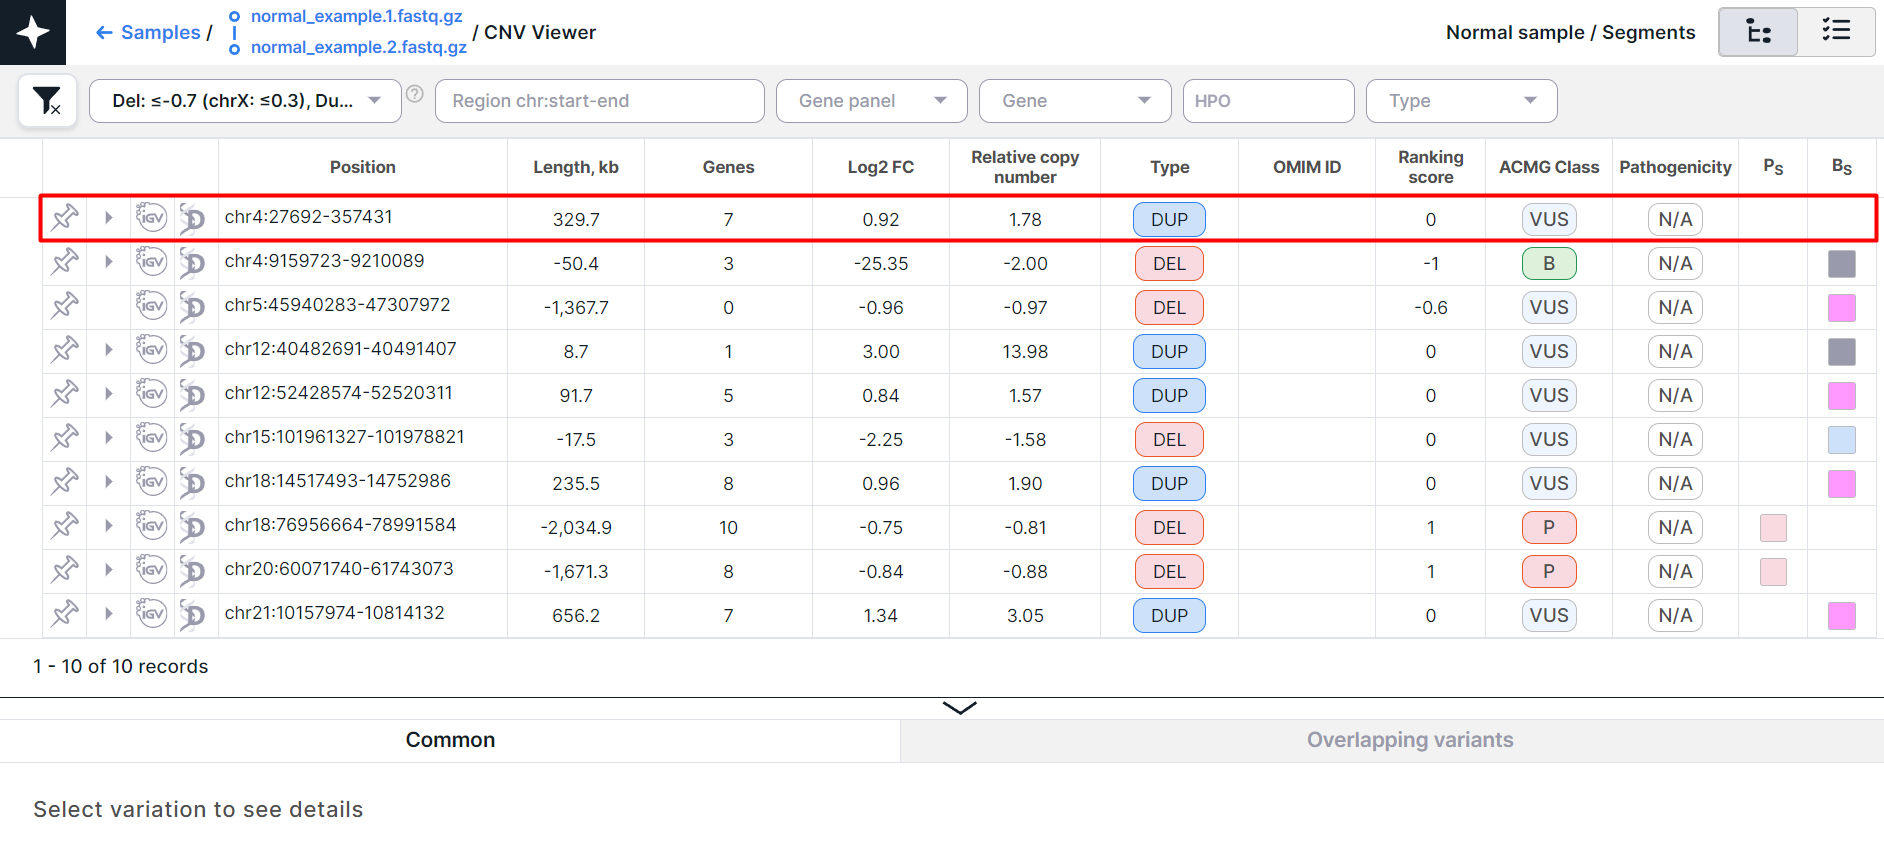 ← Samples / normal_example.1.fastq.gz normal_example.2.fastq.gz / CNV Viewer Normal sample / Segments
Del: ≤-0.7 (chrX: ≤0.3), Du... ? Region chr:start-end Gene panel Gene HPO Type
Position Length, kb Genes Log2 FC Relative copy number Type OMIM ID Ranking score ACMG Class Pathogenicity PS BS
IGV chr4:27692-357431 329.7 7 0.92 1.78 DUP 0 VUS N/A
IGV chr4:9159723-9210089 -50.4 3 -25.35 -2.00 DEL -1 B N/A
IGV chr5:45940283-47307972 -1,367.7 0 -0.96 -0.97 DEL -0.6 VUS N/A
IGV chr12:40482691-40491407 8.7 1 3.00 13.98 DUP 0 VUS N/A
IGV chr12:52428574-52520311 91.7 5 0.84 1.57 DUP 0 VUS N/A
IGV chr15:101961327-101978821 -17.5 3 -2.25 -1.58 DEL 0 VUS N/A
IGV chr18:14517493-14752986 235.5 8 0.96 1.90 DUP 0 VUS N/A
IGV chr18:76956664-78991584 -2,034.9 10 -0.75 -0.81 DEL 1 P N/A
IGV chr20:60071740-61743073 -1,671.3 8 -0.84 -0.88 DEL 1 P N/A
IGV chr21:10157974-10814132 656.2 7 1.34 3.05 DUP 0 VUS N/A
1 - 10 of 10 records
Common Overlapping variants
Select variation to see details